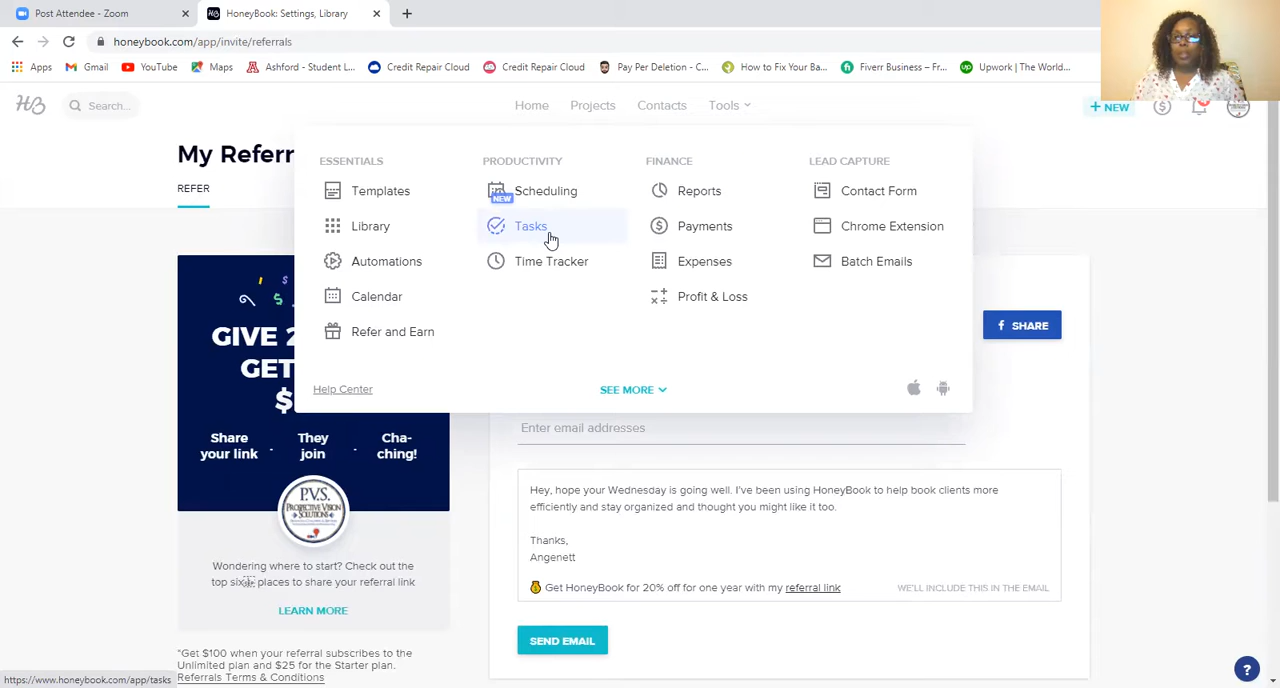 Post Attendee - Zoom
HoneyBook: Settings, Library
honeybook.com/app/invite/referrals
Apps
Gmail
YouTube
Maps
Ashford - Student L...
Credit Repair Cloud
Credit Repair Cloud
Pay Per Deletion - C...
How to Fix Your Ba...
Fiverr Business – Fr...
Upwork | The World...
HB
Search...
Home
Projects
Contacts
Tools
+ NEW
My Referr
REFER
ESSENTIALS
Templates
Library
Automations
Calendar
Refer and Earn
PRODUCTIVITY
Scheduling
NEW
Tasks
Time Tracker
FINANCE
Reports
Payments
Expenses
Profit & Loss
LEAD CAPTURE
Contact Form
Chrome Extension
Batch Emails
Help Center
SEE MORE
GIVE 2
GET
$
Share your link
They join
Cha-ching!
P.V.S.
PROSPECTIVE VISION
SOLUTIONS
Wondering where to start? Check out the
top six places to share your referral link
LEARN MORE
*Get $100 when your referral subscribes to the
Unlimited plan and $25 for the Starter plan.
Referrals Terms & Conditions
f SHARE
Enter email addresses
Hey, hope your Wednesday is going well. I've been using HoneyBook to help book clients more
efficiently and stay organized and thought you might like it too.
Thanks,
Angenett
Get HoneyBook for 20% off for one year with my referral link
WE'LL INCLUDE THIS IN THE EMAIL
SEND EMAIL
?
https://www.honeybook.com/app/tasks